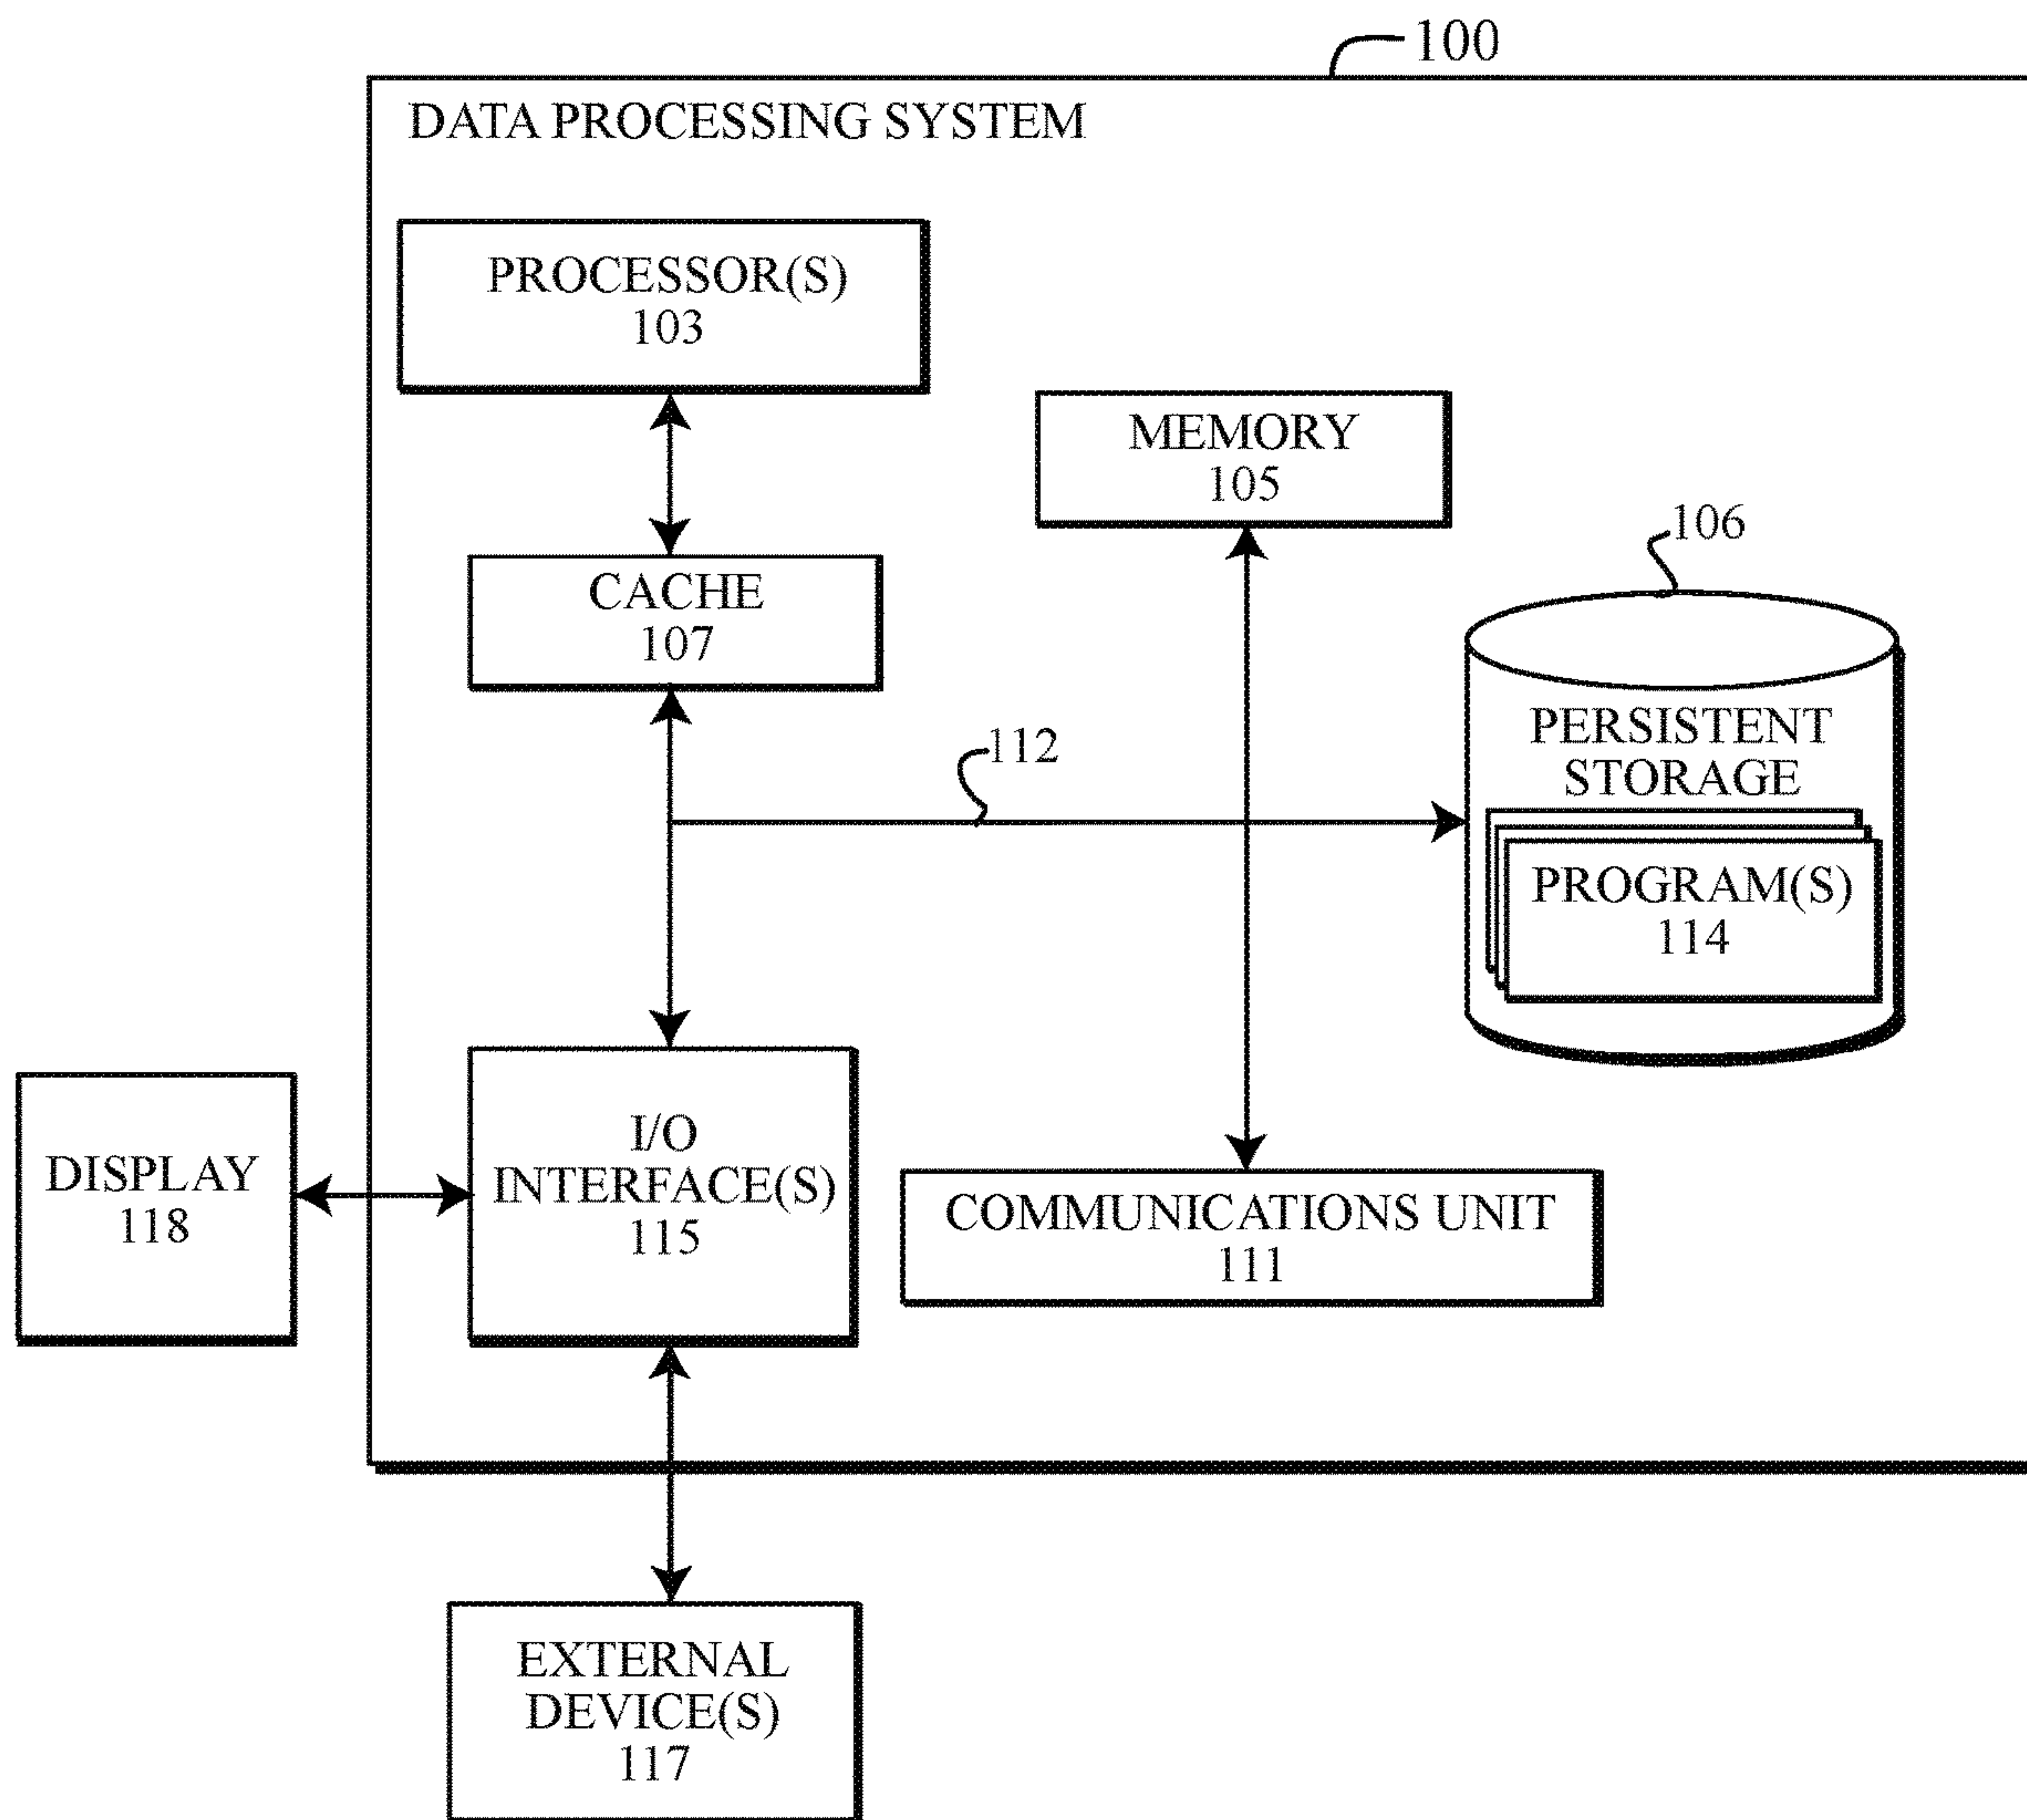 100
DATA PROCESSING SYSTEM
PROCESSOR(S)
103
MEMORY
105
106
CACHE
107
PERSISTENT
STORAGE
112
PROGRAM(S)
114
I/O
INTERFACE(S)
115
DISPLAY
118
COMMUNICATIONS UNIT
111
EXTERNAL
DEVICE(S)
117